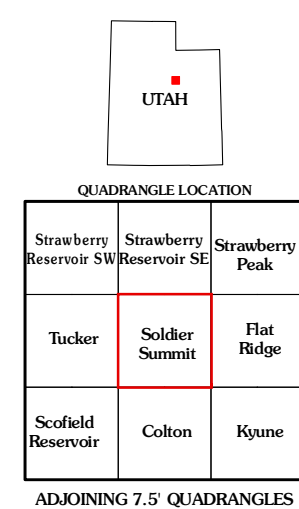 UTAH
QUADRANGLE LOCATION
Strawberry
Reservoir SW
Strawberry
Reservoir SE
Strawberry
Peak
Tucker
Soldier
Summit
Flat
Ridge
Scofield
Reservoir
Colton
Kyune
ADJOINING 7.5' QUADRANGLES